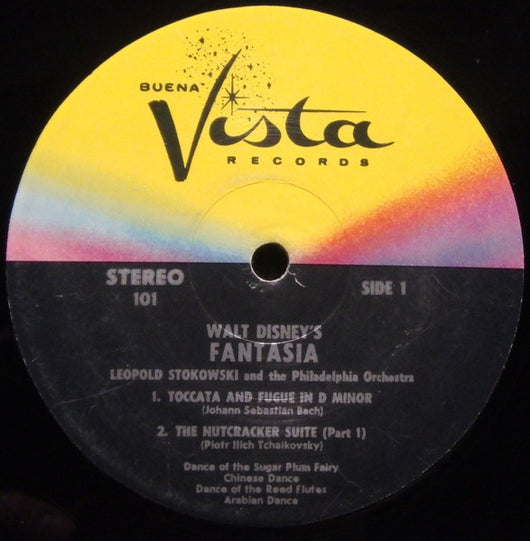 BUENA
Vista
RECORDS
STEREO
101
SIDE 1
WALT DISNEY'S
FANTASIA
LEOPOLD STOKOWSKI and the Philadelphia Orchestra
1. TOCCATA AND FUGUE IN D MINOR
(Johann Sebastian Bach)
2. THE NUTCRACKER SUITE (Part 1)
(Piotr Ilich Tchaikovsky)
Dance of the Sugar Plum Fairy
Chinese Dance
Dance of the Reed Flutes
Arabian Dance